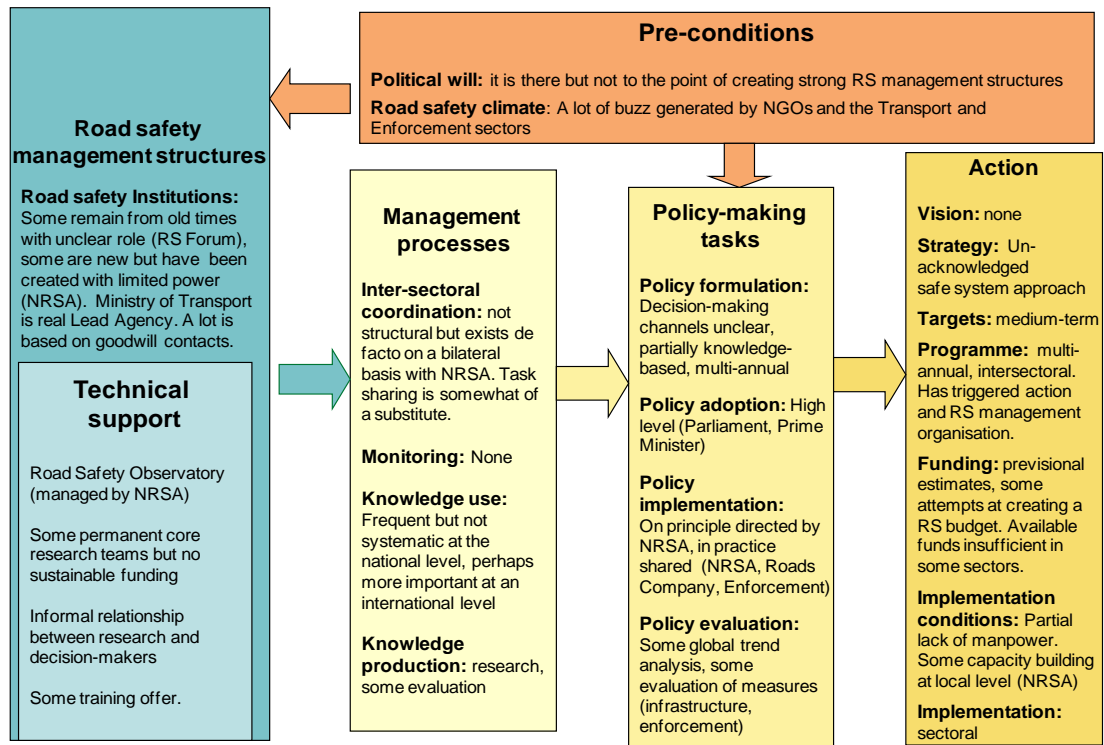 Pre-conditions
Political will: it is there but not to the point of creating strong RS management structures
Road safety climate: A lot of buzz generated by NGOs and the Transport and
Enforcement sectors
Road safety
management structures
Road safety Institutions:
Some remain from old times
with unclear role (RS Forum),
some are new but have been
created with limited power
(NRSA). Ministry of Transport
is real Lead Agency. A lot is
based on goodwill contacts.
Technical
support
Road Safety Observatory
(managed by NRSA)
Some permanent core
research teams but no
sustainable funding
Informal relationship
between research and
decision-makers
Some training offer.
Management
processes
Inter-sectoral
coordination: not
structural but exists de
facto on a bilateral
basis with NRSA. Task
sharing is somewhat of
a substitute.
Monitoring: None
Knowledge use:
Frequent but not
systematic at the
national level, perhaps
more important at an
international level
Knowledge
production: research,
some evaluation
Policy-making
tasks
Policy formulation:
Decision-making
channels unclear,
partially knowledge-
based, multi-annual
Policy adoption: High
level (Parliament, Prime
Minister)
Policy
implementation:
On principle directed by
NRSA, in practice
shared (NRSA, Roads
Company, Enforcement)
Policy evaluation:
Some global trend
analysis, some
evaluation of measures
(infrastructure,
enforcement)
Action
Vision: none
Strategy: Un-
acknowledged
safe system approach
Targets: medium-term
Programme: multi-
annual, intersectoral.
Has triggered action
and RS management
organisation.
Funding: previsional
estimates, some
attempts at creating a
RS budget. Available
funds insufficient in
some sectors.
Implementation
conditions: Partial
lack of manpower.
Some capacity building
at local level (NRSA)
Implementation:
sectoral